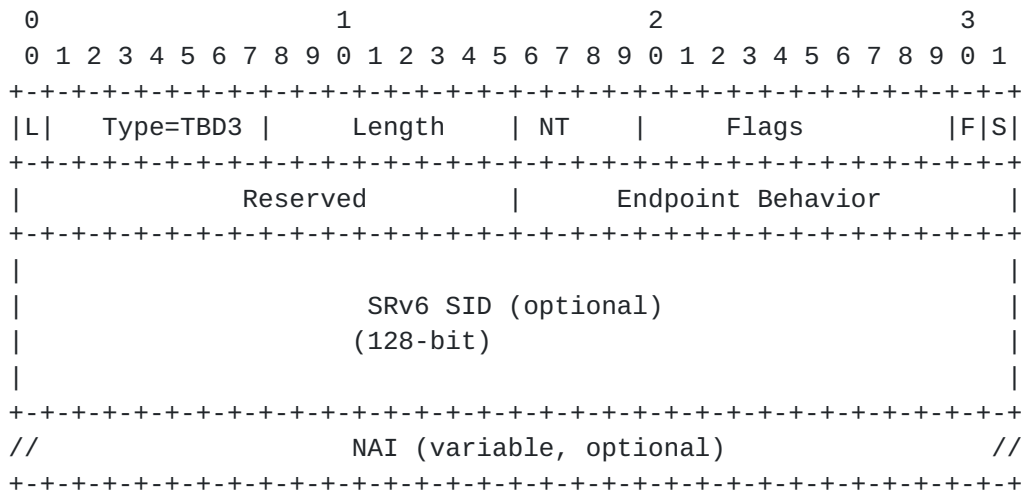 0                   1                   2                   3
 0 1 2 3 4 5 6 7 8 9 0 1 2 3 4 5 6 7 8 9 0 1 2 3 4 5 6 7 8 9 0 1
+-+-+-+-+-+-+-+-+-+-+-+-+-+-+-+-+-+-+-+-+-+-+-+-+-+-+-+-+-+-+-+-+
|L|   Type=TBD3 |     Length    | NT    |     Flags         |F|S|
+-+-+-+-+-+-+-+-+-+-+-+-+-+-+-+-+-+-+-+-+-+-+-+-+-+-+-+-+-+-+-+-+
|              Reserved         |      Endpoint Behavior        |
+-+-+-+-+-+-+-+-+-+-+-+-+-+-+-+-+-+-+-+-+-+-+-+-+-+-+-+-+-+-+-+-+
|                                                               |
|                      SRv6 SID (optional)                      |
|                     (128-bit)                                 |
|                                                               |
+-+-+-+-+-+-+-+-+-+-+-+-+-+-+-+-+-+-+-+-+-+-+-+-+-+-+-+-+-+-+-+-+
//                    NAI (variable, optional)                 //
+-+-+-+-+-+-+-+-+-+-+-+-+-+-+-+-+-+-+-+-+-+-+-+-+-+-+-+-+-+-+-+-+